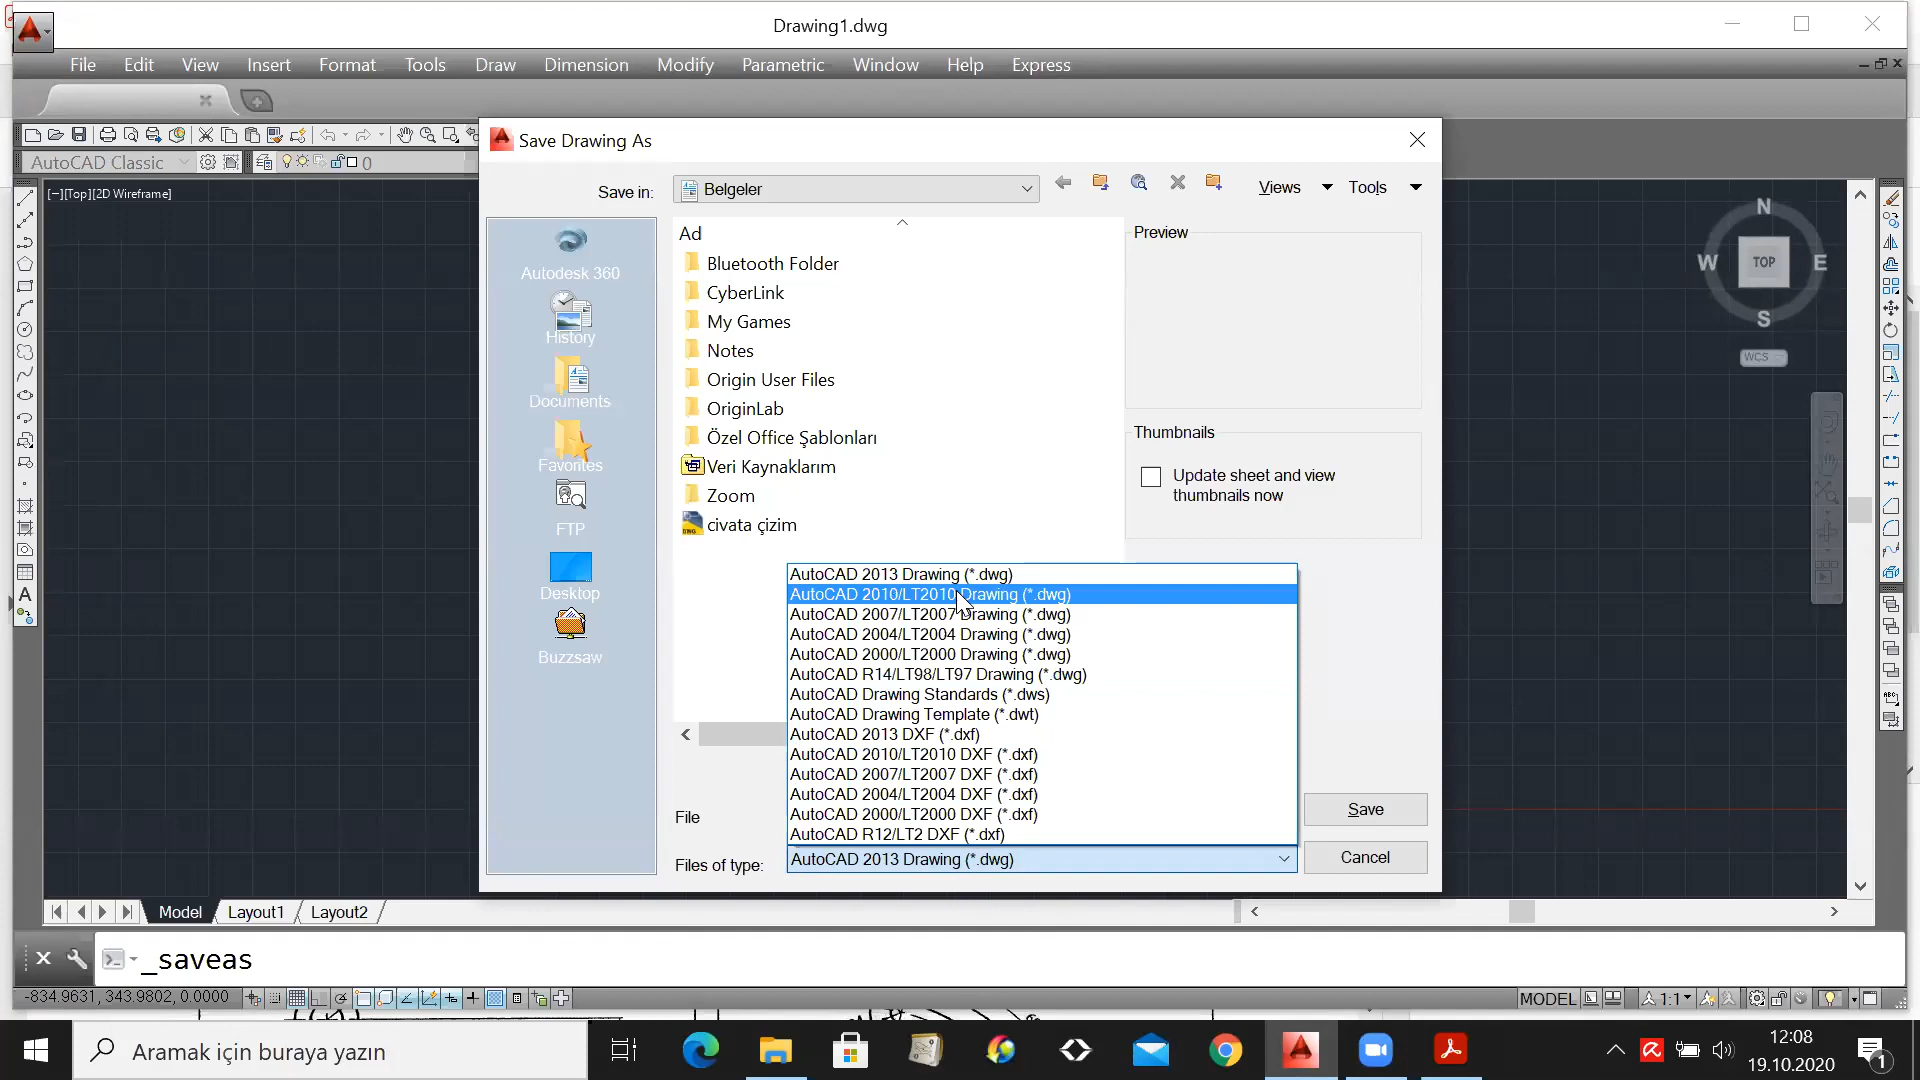 Drawing1.dwg
File Edit View Insert Format Tools Draw Dimension Modify Parametric Window Help Express
AutoCAD Classic 0
[−][Top][2D Wireframe]
Save Drawing As
Save in: Belgeler Views Tools
Ad
Bluetooth Folder
CyberLink
My Games
Notes
Origin User Files
OriginLab
Özel Office Şablonları
Veri Kaynaklarım
Zoom
civata çizim
Autodesk 360
History
Documents
Favorites
FTP
Desktop
Buzzsaw
Preview
Thumbnails
Update sheet and view
thumbnails now
AutoCAD 2013 Drawing (*.dwg)
AutoCAD 2010/LT2010 Drawing (*.dwg)
AutoCAD 2007/LT2007 Drawing (*.dwg)
AutoCAD 2004/LT2004 Drawing (*.dwg)
AutoCAD 2000/LT2000 Drawing (*.dwg)
AutoCAD R14/LT98/LT97 Drawing (*.dwg)
AutoCAD Drawing Standards (*.dws)
AutoCAD Drawing Template (*.dwt)
AutoCAD 2013 DXF (*.dxf)
AutoCAD 2010/LT2010 DXF (*.dxf)
AutoCAD 2007/LT2007 DXF (*.dxf)
AutoCAD 2004/LT2004 DXF (*.dxf)
AutoCAD 2000/LT2000 DXF (*.dxf)
AutoCAD R12/LT2 DXF (*.dxf)
File
Save
Files of type: AutoCAD 2013 Drawing (*.dwg)
Cancel
N
W TOP E
S
WCS
Model Layout1 Layout2
_saveas
-834.9631, 343.9802, 0.0000
MODEL 1:1
Aramak için buraya yazın
12:08
19.10.2020
1